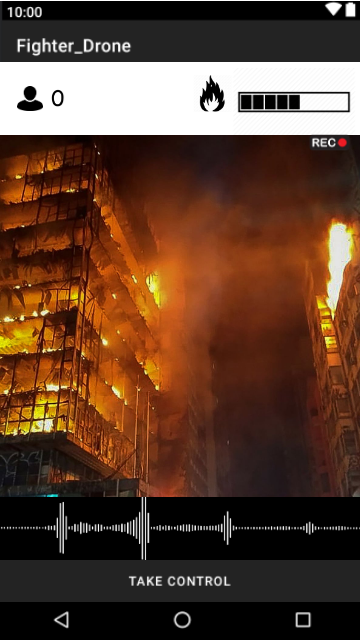 10:00
Fighter_Drone
0
REC
TAKE CONTROL